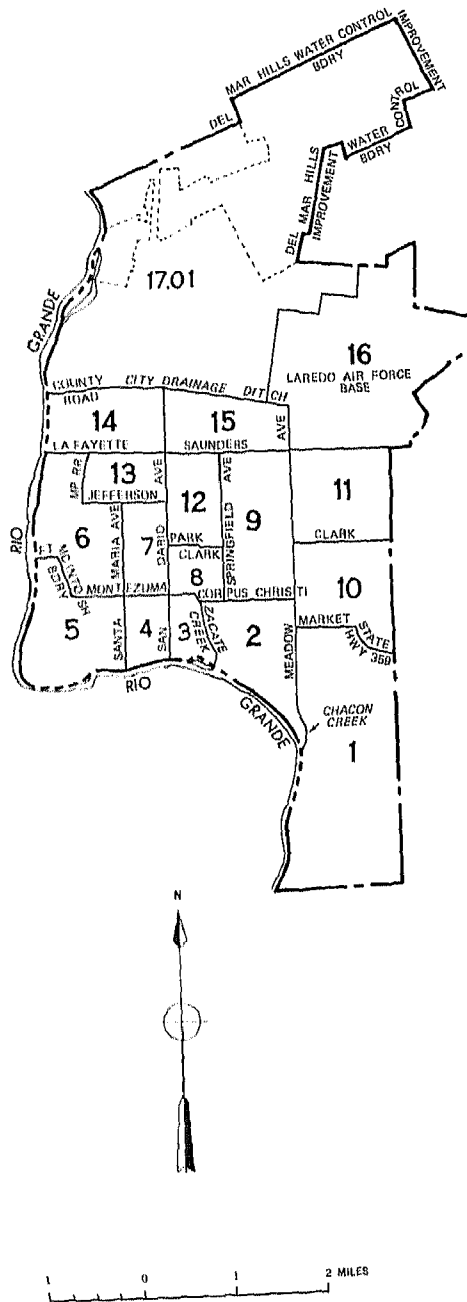 DEL MAR HILLS WATER CONTROL IMPROVEMENT
BDRY
DEL MAR HILLS
IMPROVEMENT
WATER CONTROL
BDRY
17.01
GRANDE
16
LAREDO AIR FORCE
BASE
COUNTY CITY DRAINAGE DITCH
ROAD
14
15
AVE
LA FAYETTE
SAUNDERS
MP RR
13
AVE
AVE
JEFFERSON
12
11
RIO
6
MARIA AVE
7
DARIO
PARK
SPRINGFIELD
9
CLARK
CLARK
FT
MCINTOSH
BDRY
8
10
MONTEZUMA
CORPUS CHRISTI
MARKET
STATE
HWY 359
5
SANTA
4
SAN
3
ZACATE
CREEK
2
MEADOW
RIO
GRANDE
CHACON
CREEK
1
N
1 0 1 2 MILES